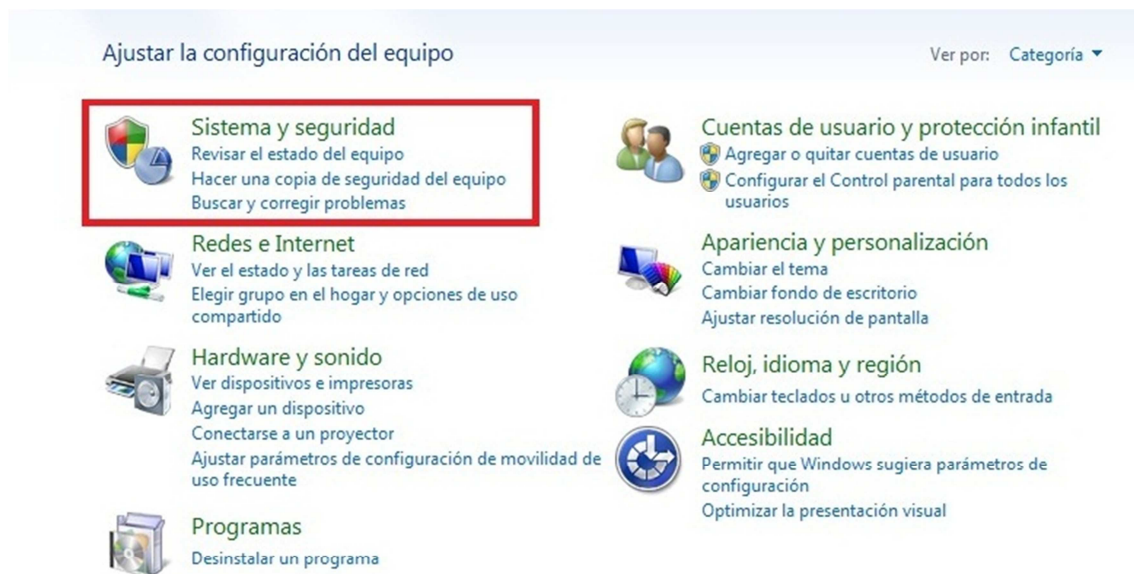 Ajustar la configuración del equipo
Ver por: Categoría
Sistema y seguridad
Revisar el estado del equipo
Hacer una copia de seguridad del equipo
Buscar y corregir problemas
Redes e Internet
Ver el estado y las tareas de red
Elegir grupo en el hogar y opciones de uso
compartido
Hardware y sonido
Ver dispositivos e impresoras
Agregar un dispositivo
Conectarse a un proyector
Ajustar parámetros de configuración de movilidad de
uso frecuente
Programas
Desinstalar un programa
Cuentas de usuario y protección infantil
Agregar o quitar cuentas de usuario
Configurar el Control parental para todos los
usuarios
Apariencia y personalización
Cambiar el tema
Cambiar fondo de escritorio
Ajustar resolución de pantalla
Reloj, idioma y región
Cambiar teclados u otros métodos de entrada
Accesibilidad
Permitir que Windows sugiera parámetros de
configuración
Optimizar la presentación visual